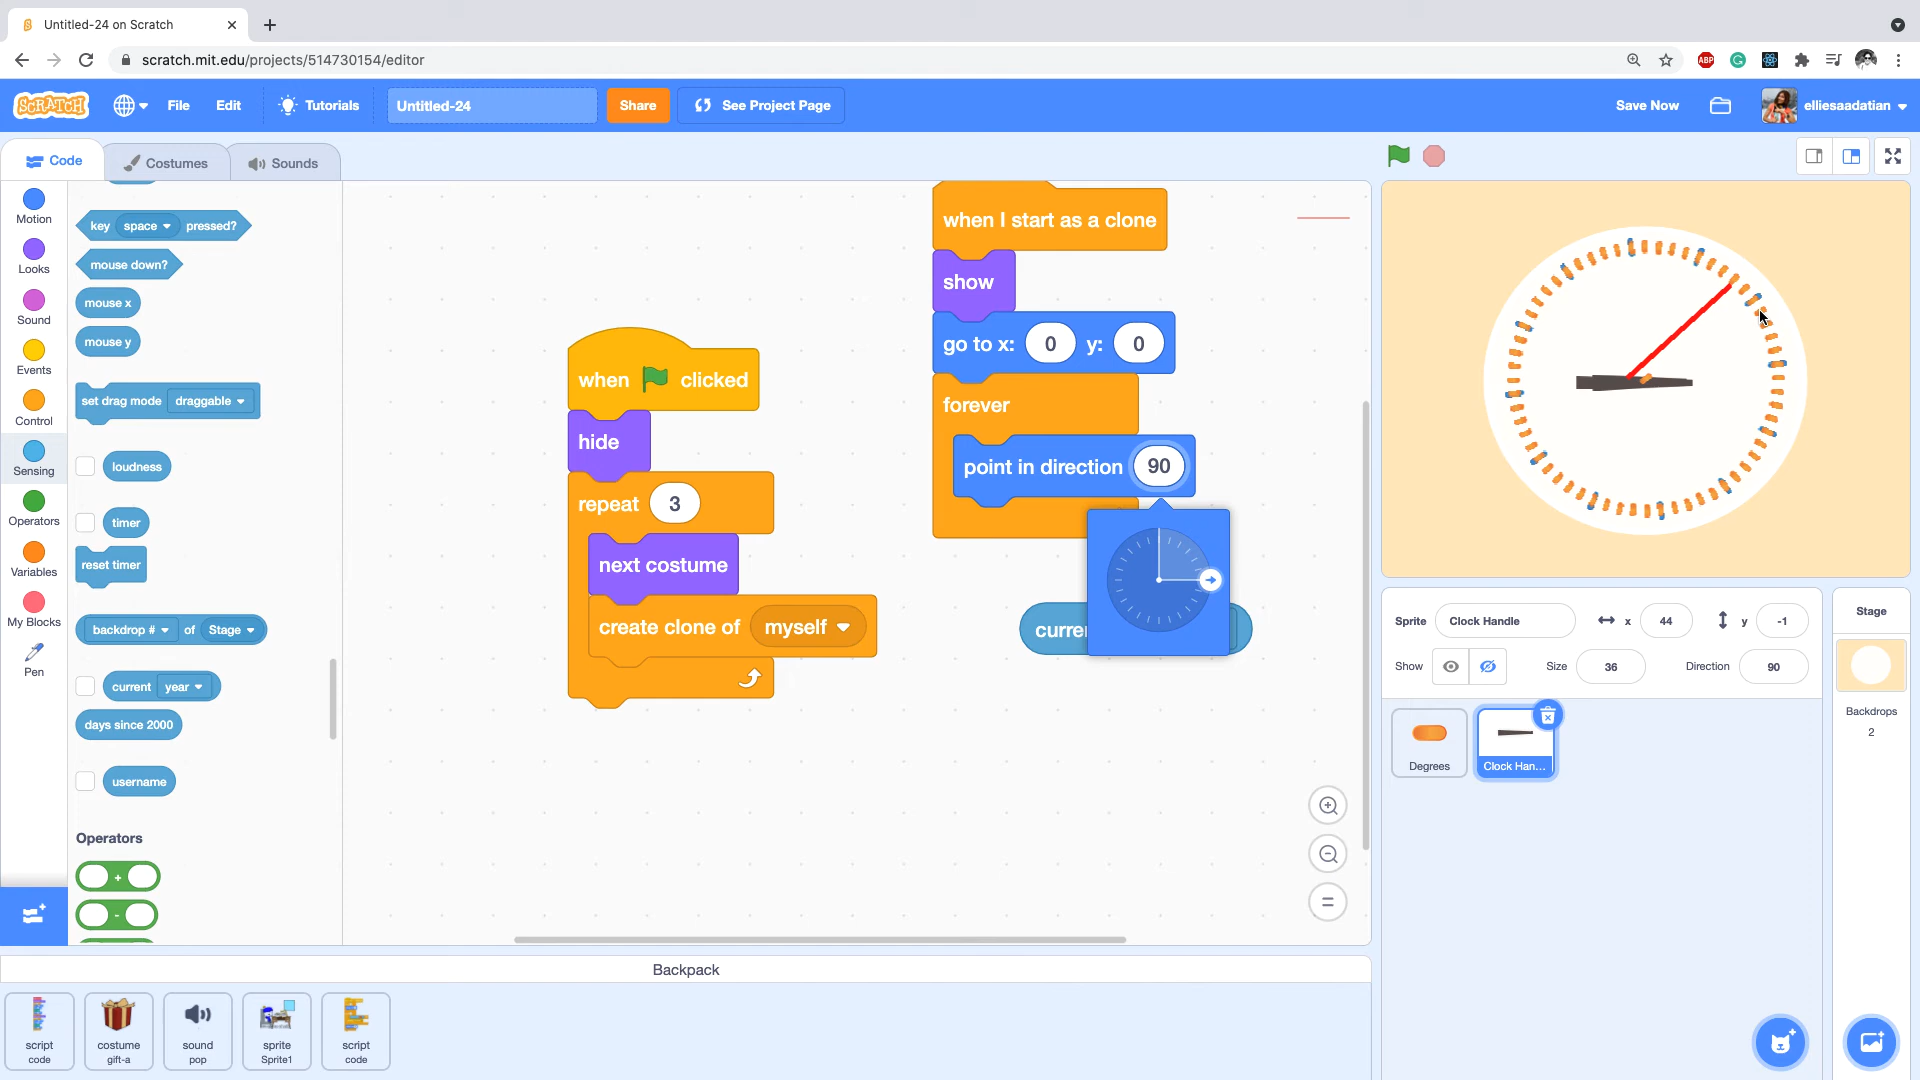 Untitled-24 on Scratch
scratch.mit.edu/projects/514730154/editor
ABP
SCRATCH
File
Edit
Tutorials
Untitled-24
Share
See Project Page
Save Now
elliesaadatian
Code
Costumes
Sounds
Motion
Looks
Sound
Events
Control
Sensing
Operators
Variables
My Blocks
Pen
key space pressed?
mouse down?
mouse x
mouse y
set drag mode draggable
loudness
timer
reset timer
backdrop # of Stage
current year
days since 2000
username
Operators
+
-
when clicked
hide
repeat 3
next costume
create clone of myself
when I start as a clone
show
go to x: 0 y: 0
forever
point in direction 90
Sprite Clock Handle x 44 y -1
Show Size 36 Direction 90
Degrees
Clock Han...
Stage
Backdrops
2
Backpack
script
code
costume
gift-a
sound
pop
sprite
Sprite1
script
code